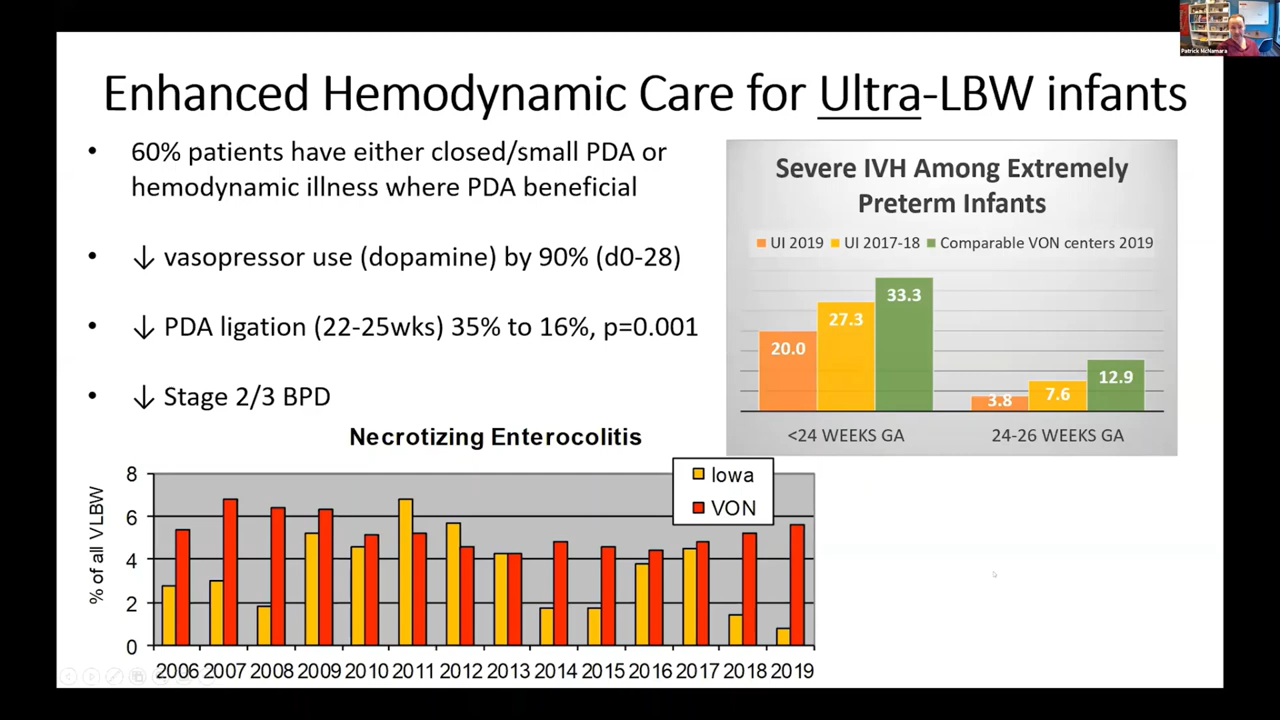 Patrick McNamara
Enhanced Hemodynamic Care for Ultra-LBW infants
• 60% patients have either closed/small PDA or
hemodynamic illness where PDA beneficial
• ↓ vasopressor use (dopamine) by 90% (d0-28)
• ↓ PDA ligation (22-25wks) 35% to 16%, p=0.001
• ↓ Stage 2/3 BPD
Severe IVH Among Extremely
Preterm Infants
UI 2019 UI 2017-18 Comparable VON centers 2019
20.0 27.3 33.3 3.8 7.6 12.9
<24 WEEKS GA 24-26 WEEKS GA
Necrotizing Enterocolitis
Iowa
VON
% of all VLBW
8
6
4
2
0
2006 2007 2008 2009 2010 2011 2012 2013 2014 2015 2016 2017 2018 2019